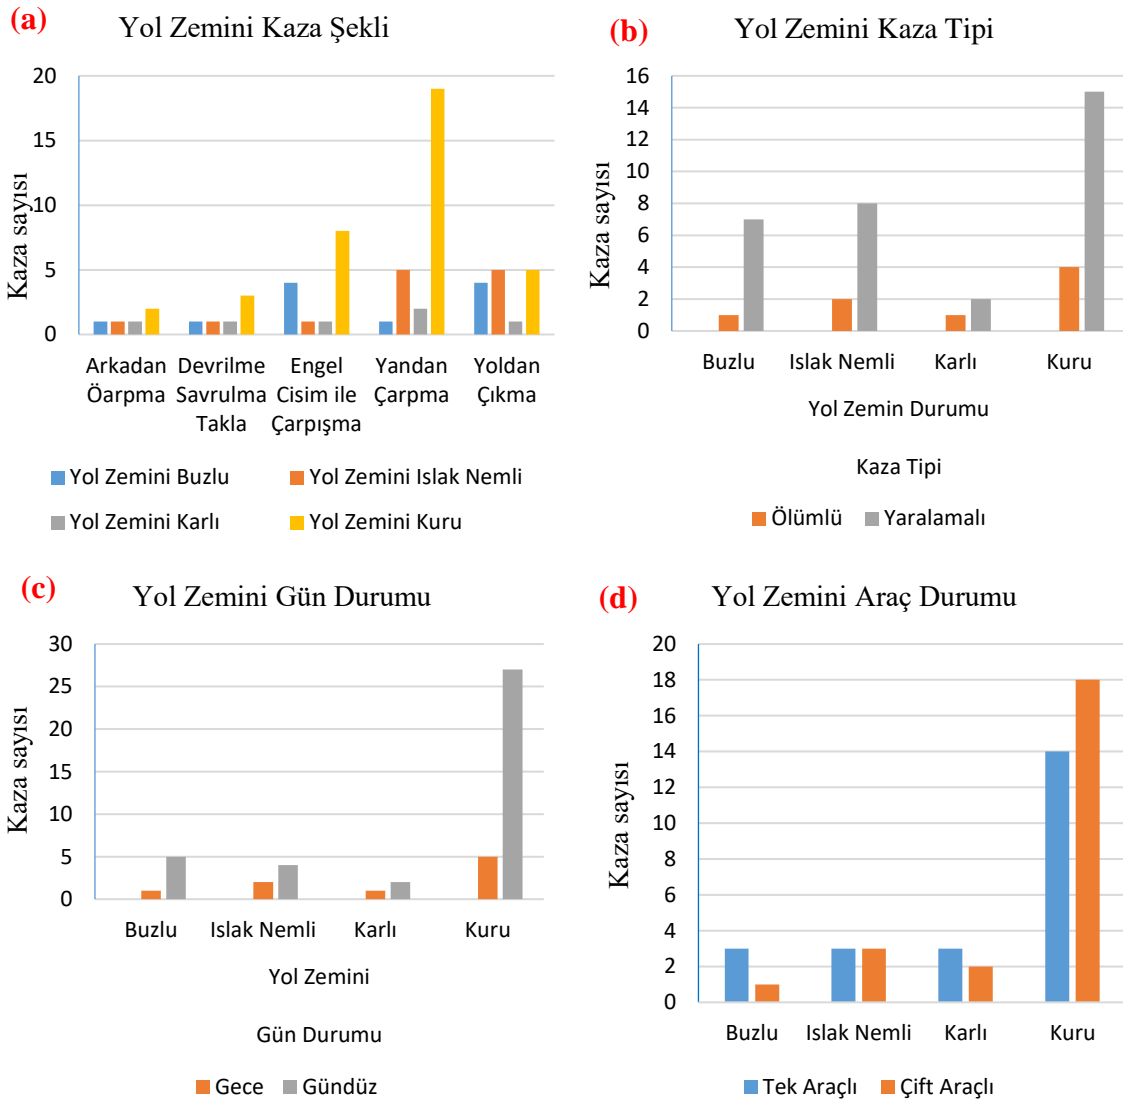 (a)
Yol Zemini Kaza Şekli
Kaza sayısı
20
15
10
5
0
Arkadan Öarpma
Devrilme Savrulma Takla
Engel Cisim ile Çarpışma
Yandan Çarpma
Yoldan Çıkma
Yol Zemini Buzlu
Yol Zemini Islak Nemli
Yol Zemini Karlı
Yol Zemini Kuru
(b)
Yol Zemini Kaza Tipi
Kaza sayısı
16
14
12
10
8
6
4
2
0
Buzlu
Islak Nemli
Karlı
Kuru
Yol Zemin Durumu
Kaza Tipi
Ölümlü
Yaralamalı
(c)
Yol Zemini Gün Durumu
Kaza sayısı
30
25
20
15
10
5
0
Buzlu
Islak Nemli
Karlı
Kuru
Yol Zemini
Gün Durumu
Gece
Gündüz
(d)
Yol Zemini Araç Durumu
Kaza sayısı
20
18
16
14
12
10
8
6
4
2
0
Buzlu
Islak Nemli
Karlı
Kuru
Tek Araçlı
Çift Araçlı